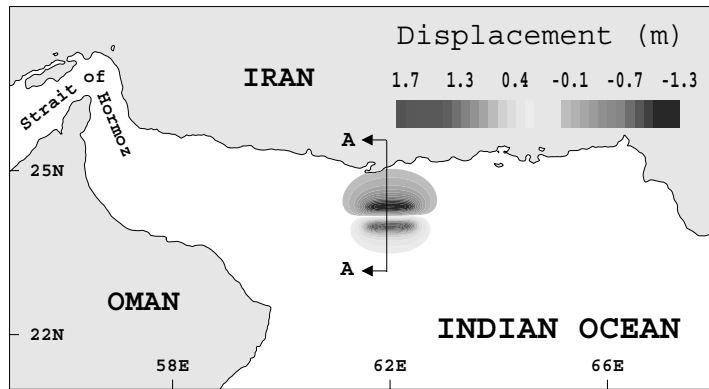 Displacement (m)
1.7 1.3 0.4 -0.1 -0.7 -1.3
Strait of
Hormoz
IRAN
A
25N
A
OMAN
22N
INDIAN OCEAN
58E 62E 66E